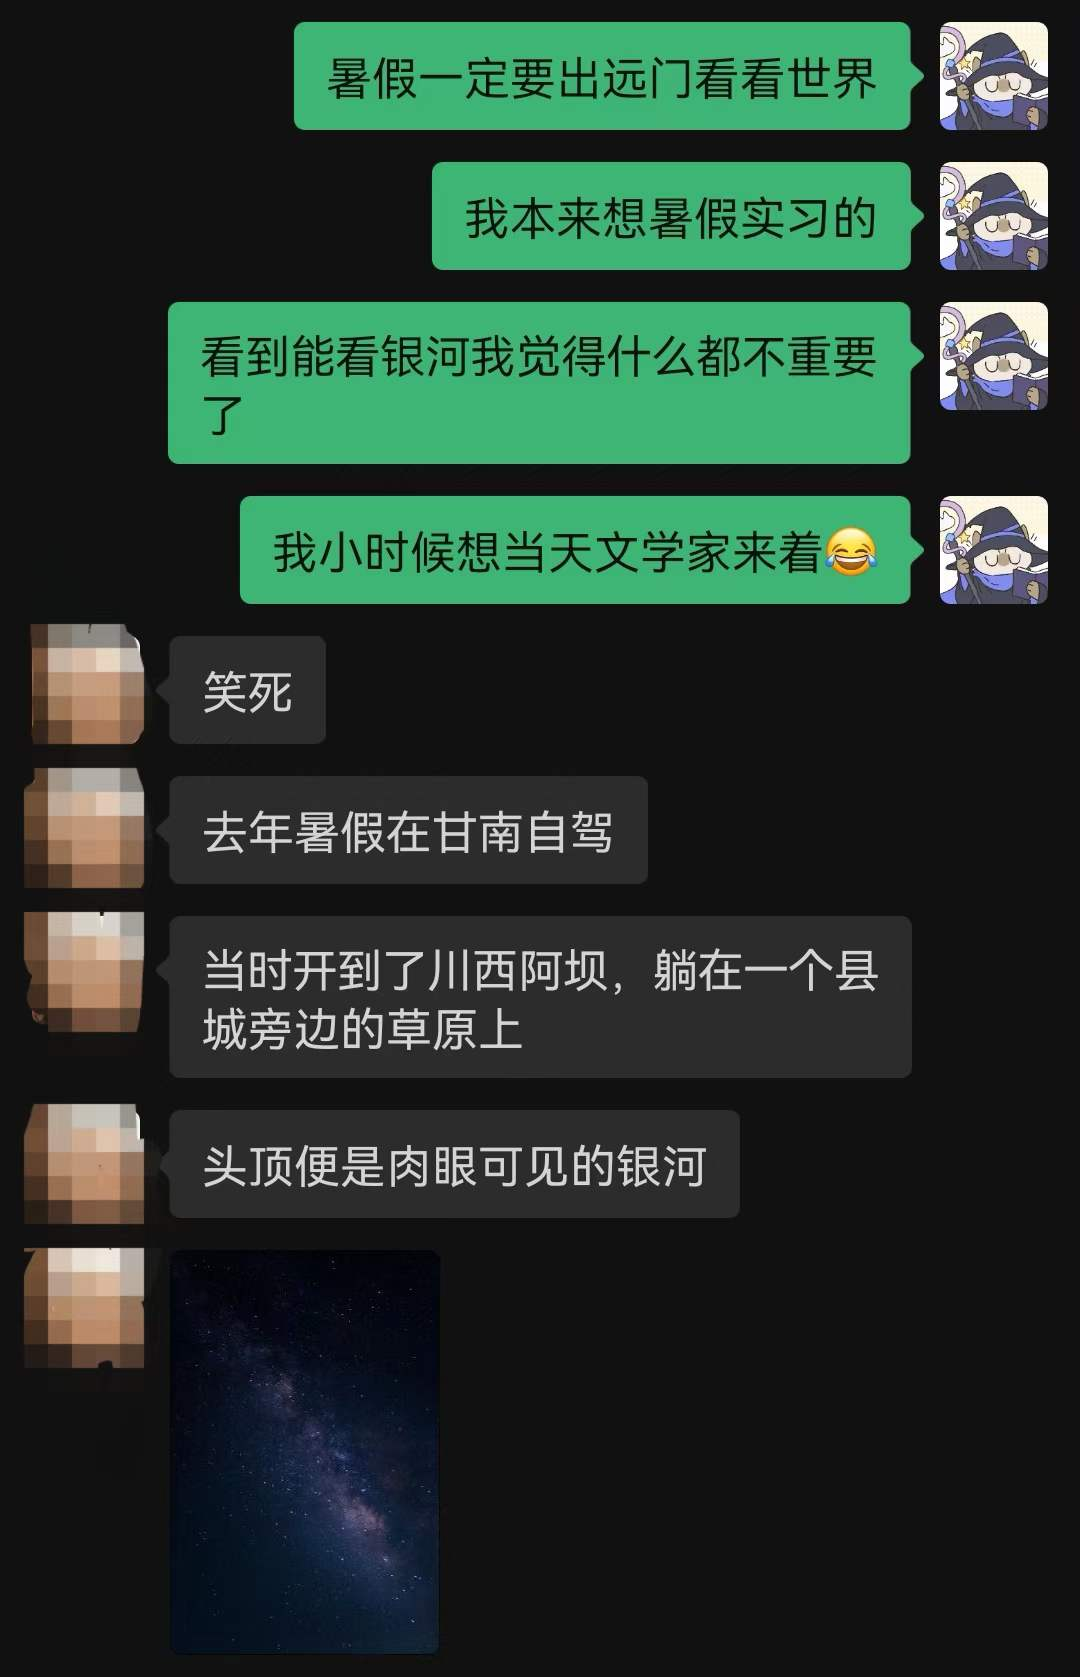 暑假一定要出远门看看世界
我本来想暑假实习的
看到能看银河我觉得什么都不重要
了
我小时候想当天文学家来着😂
笑死
去年暑假在甘南自驾
当时开到了川西阿坝，躺在一个县
城旁边的草原上
头顶便是肉眼可见的银河